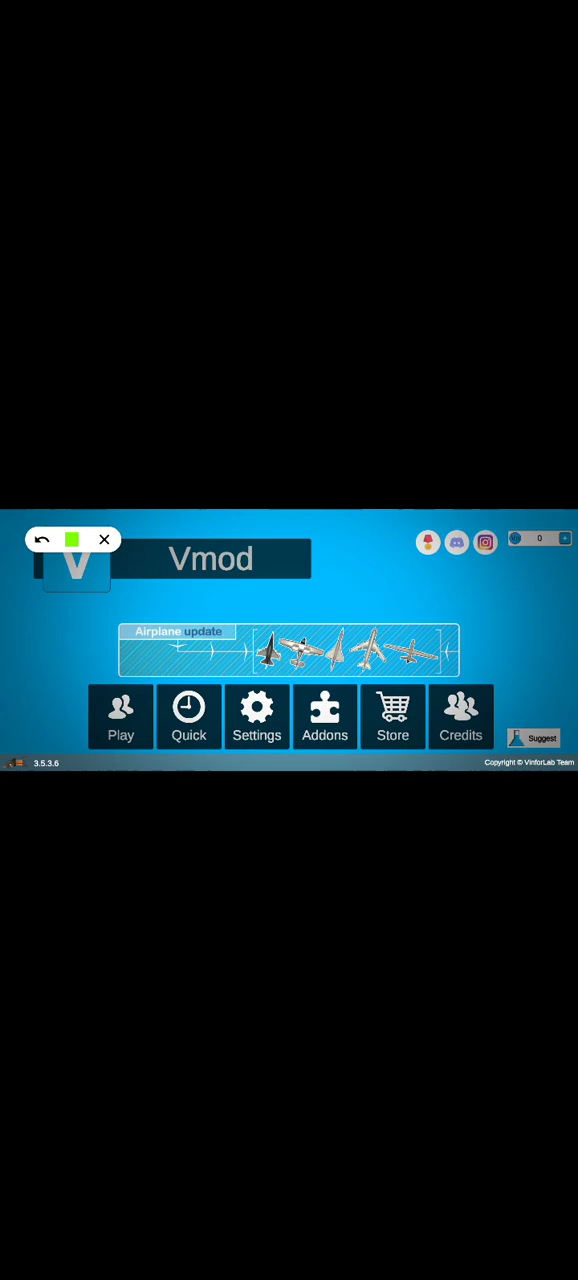 V
Vmod
0
Airplane update
Play
Quick
Settings
Addons
Store
Credits
Suggest
3.5.3.6
Copyright © VinforLab Team